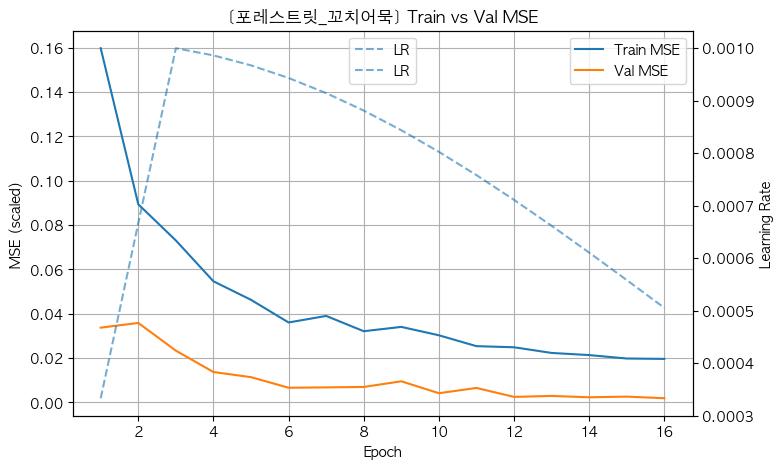 [포레스트릿_꼬치어묵] Train vs Val MSE
MSE (scaled)
0.16
0.14
0.12
0.10
0.08
0.06
0.04
0.02
0.00
LR
LR
Train MSE
Val MSE
0.0010
0.0009
0.0008
0.0007
0.0006
0.0005
0.0004
0.0003
Learning Rate
2 4 6 8 10 12 14 16
Epoch